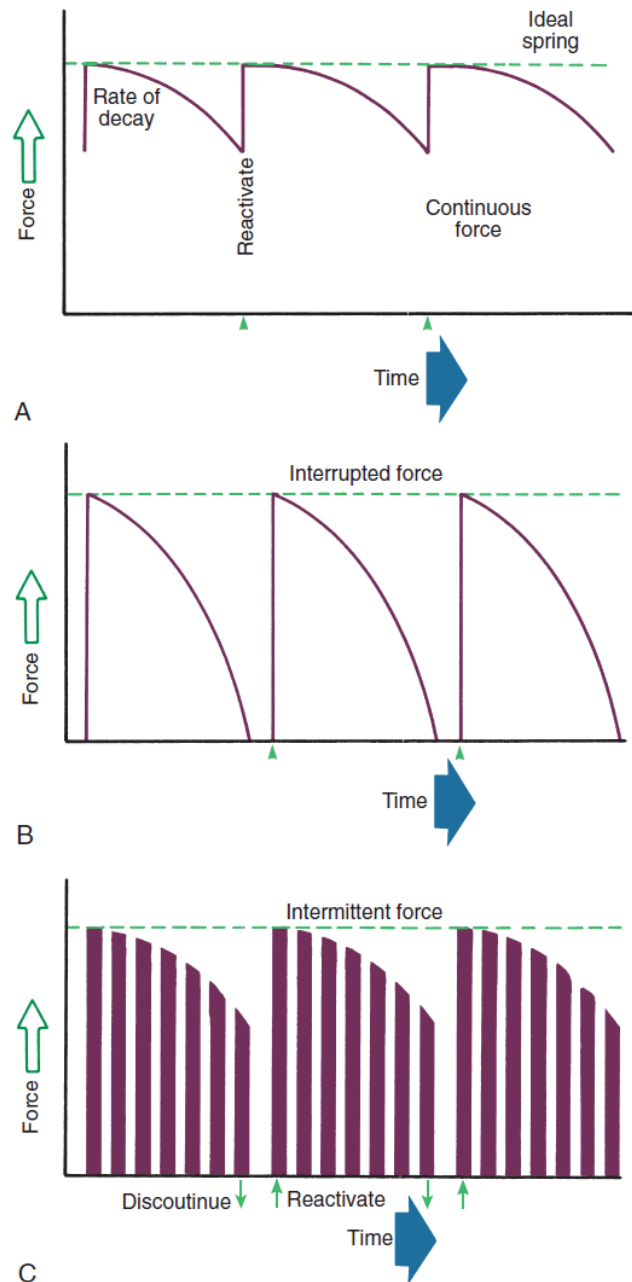 Ideal
spring
Rate of
decay
Force
Reactivate
Continuous
force
Time
A
Interrupted force
Force
Time
B
Intermittent force
Force
Discoutinue
Reactivate
Time
C